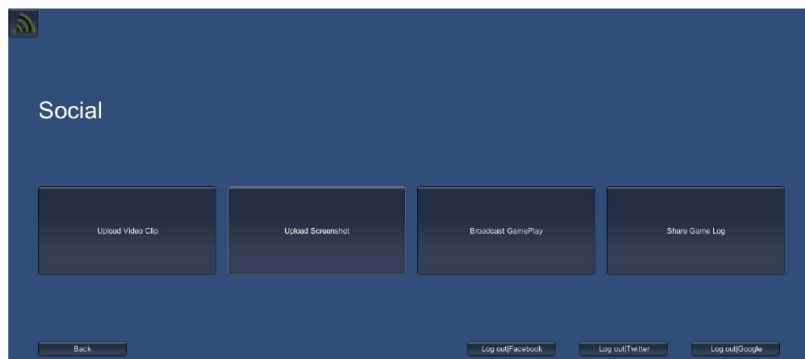 Social
Upload Video Clip
Upload Screenshot
Broadcast GamePlay
Share Game Log
Back
Log out|Facebook
Log out|Twitter
Log out|Google